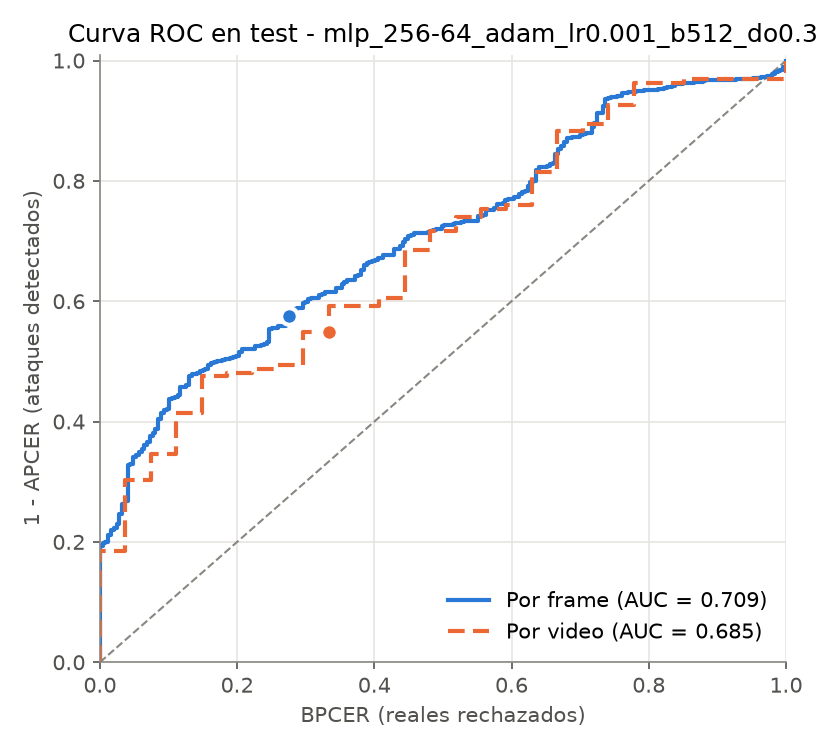 Curva ROC en test - mlp_256-64_adam_lr0.001_b512_do0.3
1.0
0.8
0.6
0.4
0.2
0.0
1 - APCER (ataques detectados)
Por frame (AUC = 0.709)
Por video (AUC = 0.685)
0.0 0.2 0.4 0.6 0.8 1.0
BPCER (reales rechazados)